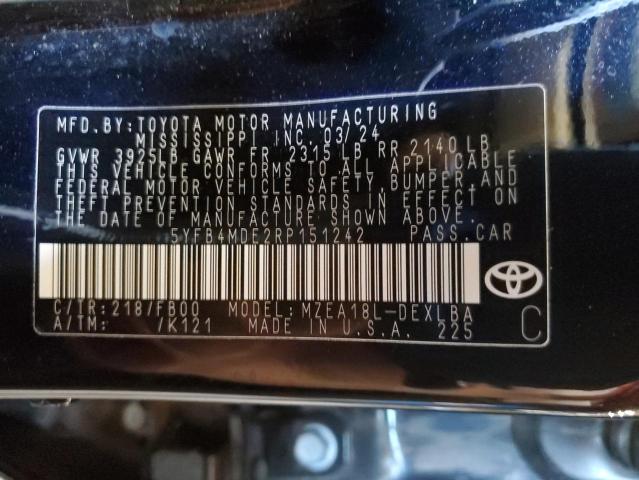 MFD. BY: TOYOTA MOTOR MANUFACTURING
MISSISSIPPI, INC. 03/24
GVWR 3925LB GAWR FR 2315LB RR 2140LB
THIS VEHICLE CONFORMS TO ALL APPLICABLE
FEDERAL MOTOR VEHICLE SAFETY, BUMPER, AND
THEFT PREVENTION STANDARDS IN EFFECT ON
THE DATE OF MANUFACTURE SHOWN ABOVE.
5YFB4MDE2RP151242 PASS.CAR
C/TR:218/FB00 MODEL:MZEA18L-DEXLBA
A/TM: /K121 MADE IN U.S.A. 225
C